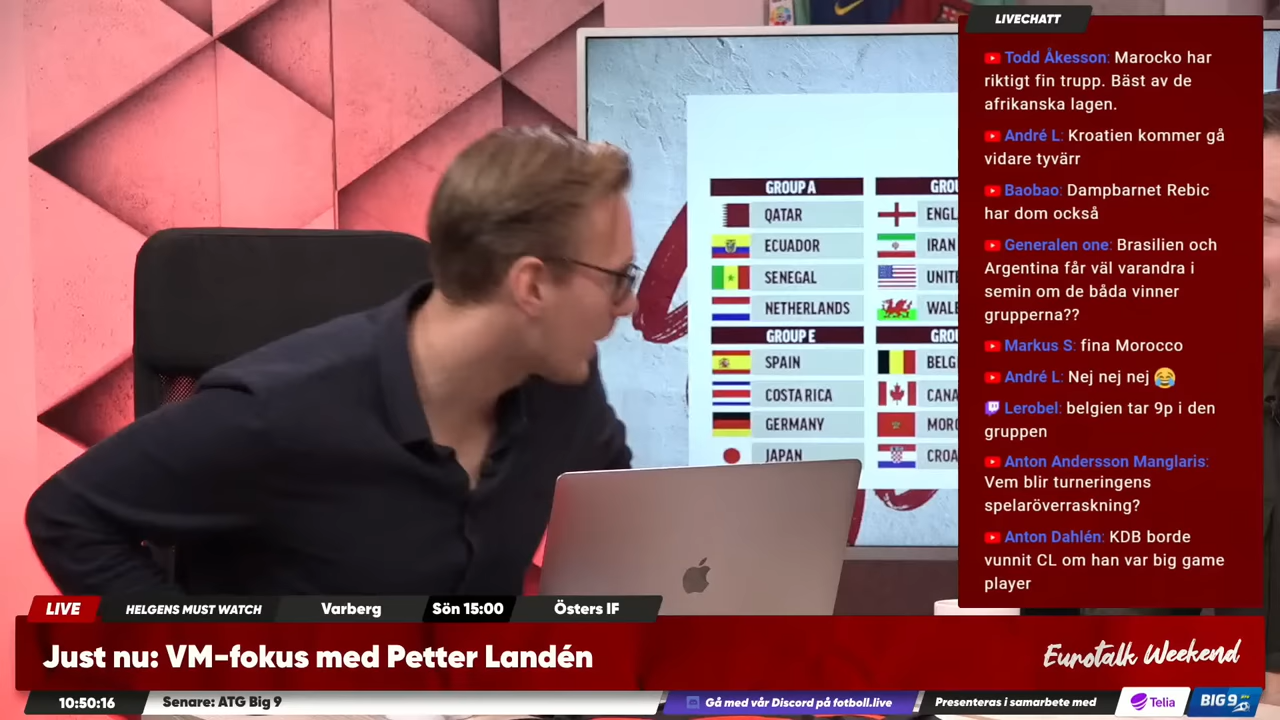 LIVECHATT
Todd Åkesson: Marocko har
riktigt fin trupp. Bäst av de
afrikanska lagen.
André L: Kroatien kommer gå
vidare tyvärr
Baobao: Dampbarnet Rebic
har dom också
Generalen one: Brasilien och
Argentina får väl varandra i
semin om de båda vinner
grupperna??
Markus S: fina Morocco
André L: Nej nej nej 😂
Lerobel: belgien tar 9p i den
gruppen
Anton Andersson Manglaris:
Vem blir turneringens
spelaröverraskning?
Anton Dahlén: KDB borde
vunnit CL om han var big game
player
GROUP A
QATAR
ECUADOR
SENEGAL
NETHERLANDS
GROU
ENGL
IRAN
UNIT
WAL
GROUP E
SPAIN
COSTA RICA
GERMANY
JAPAN
GROU
BELG
CANA
MORO
CROA
LIVE HELGENS MUST WATCH Varberg Sön 15:00 Östers IF
Just nu: VM-fokus med Petter Landén
Eurotalk Weekend
10:50:16 Senare: ATG Big 9 Gå med vår Discord på fotboll.live Presenteras i samarbete med Telia BIG9